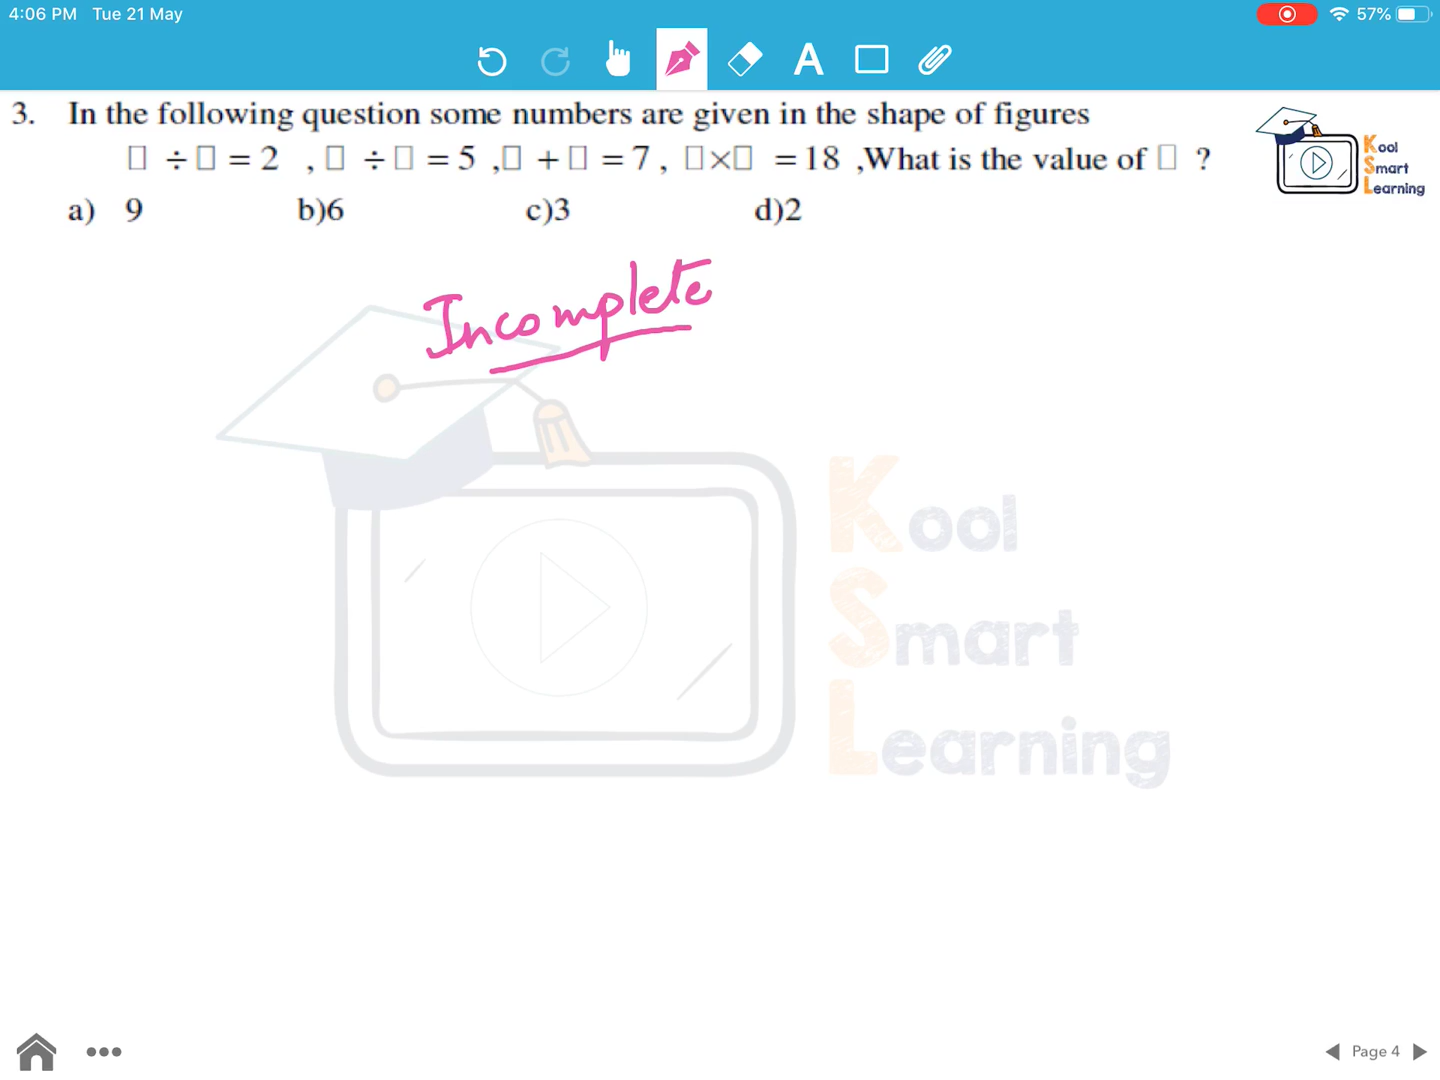 4:06 PM Tue 21 May
57%
A
3. In the following question some numbers are given in the shape of figures
□ ÷ □ = 2 , □ ÷ □ = 5 ,□ + □ = 7 , □×□ = 18 ,What is the value of □ ?
a) 9 b)6 c)3 d)2
Kool
Smart
Learning
Incomplete
Kool
Smart
Learning
Page 4